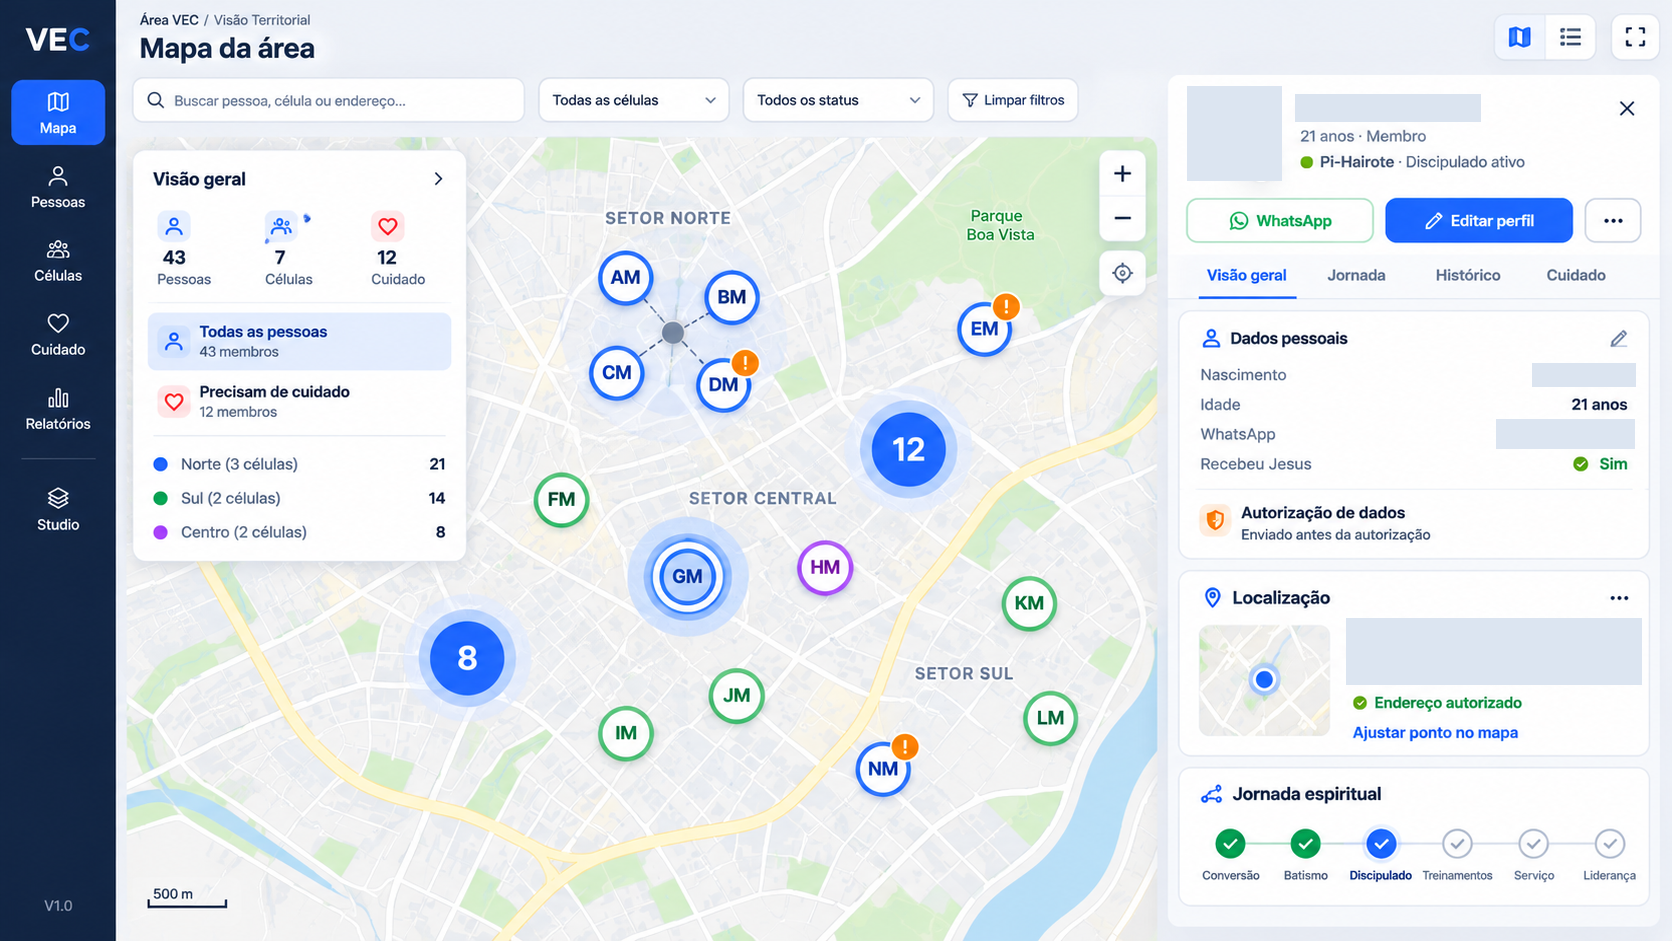 VEC
Mapa
Pessoas
Células
Cuidado
Relatórios
Studio
V1.0
Área VEC / Visão Territorial
Mapa da área
Buscar pessoa, célula ou endereço...
Todas as células
Todos os status
Limpar filtros
Visão geral
43
Pessoas
7
Células
12
Cuidado
Todas as pessoas
43 membros
Precisam de cuidado
12 membros
Norte (3 células) 21
Sul (2 células) 14
Centro (2 células) 8
SETOR NORTE
Parque
Boa Vista
AM
BM
CM
DM !
EM !
12
FM
SETOR CENTRAL
GM
HM
KM
8
SETOR SUL
JM
IM
LM
NM !
500 m
21 anos · Membro
Pi-Hairote · Discipulado ativo
WhatsApp
Editar perfil
Visão geral
Jornada
Histórico
Cuidado
Dados pessoais
Nascimento
Idade 21 anos
WhatsApp
Recebeu Jesus Sim
Autorização de dados
Enviado antes da autorização
Localização
Endereço autorizado
Ajustar ponto no mapa
Jornada espiritual
Conversão
Batismo
Discipulado
Treinamentos
Serviço
Liderança